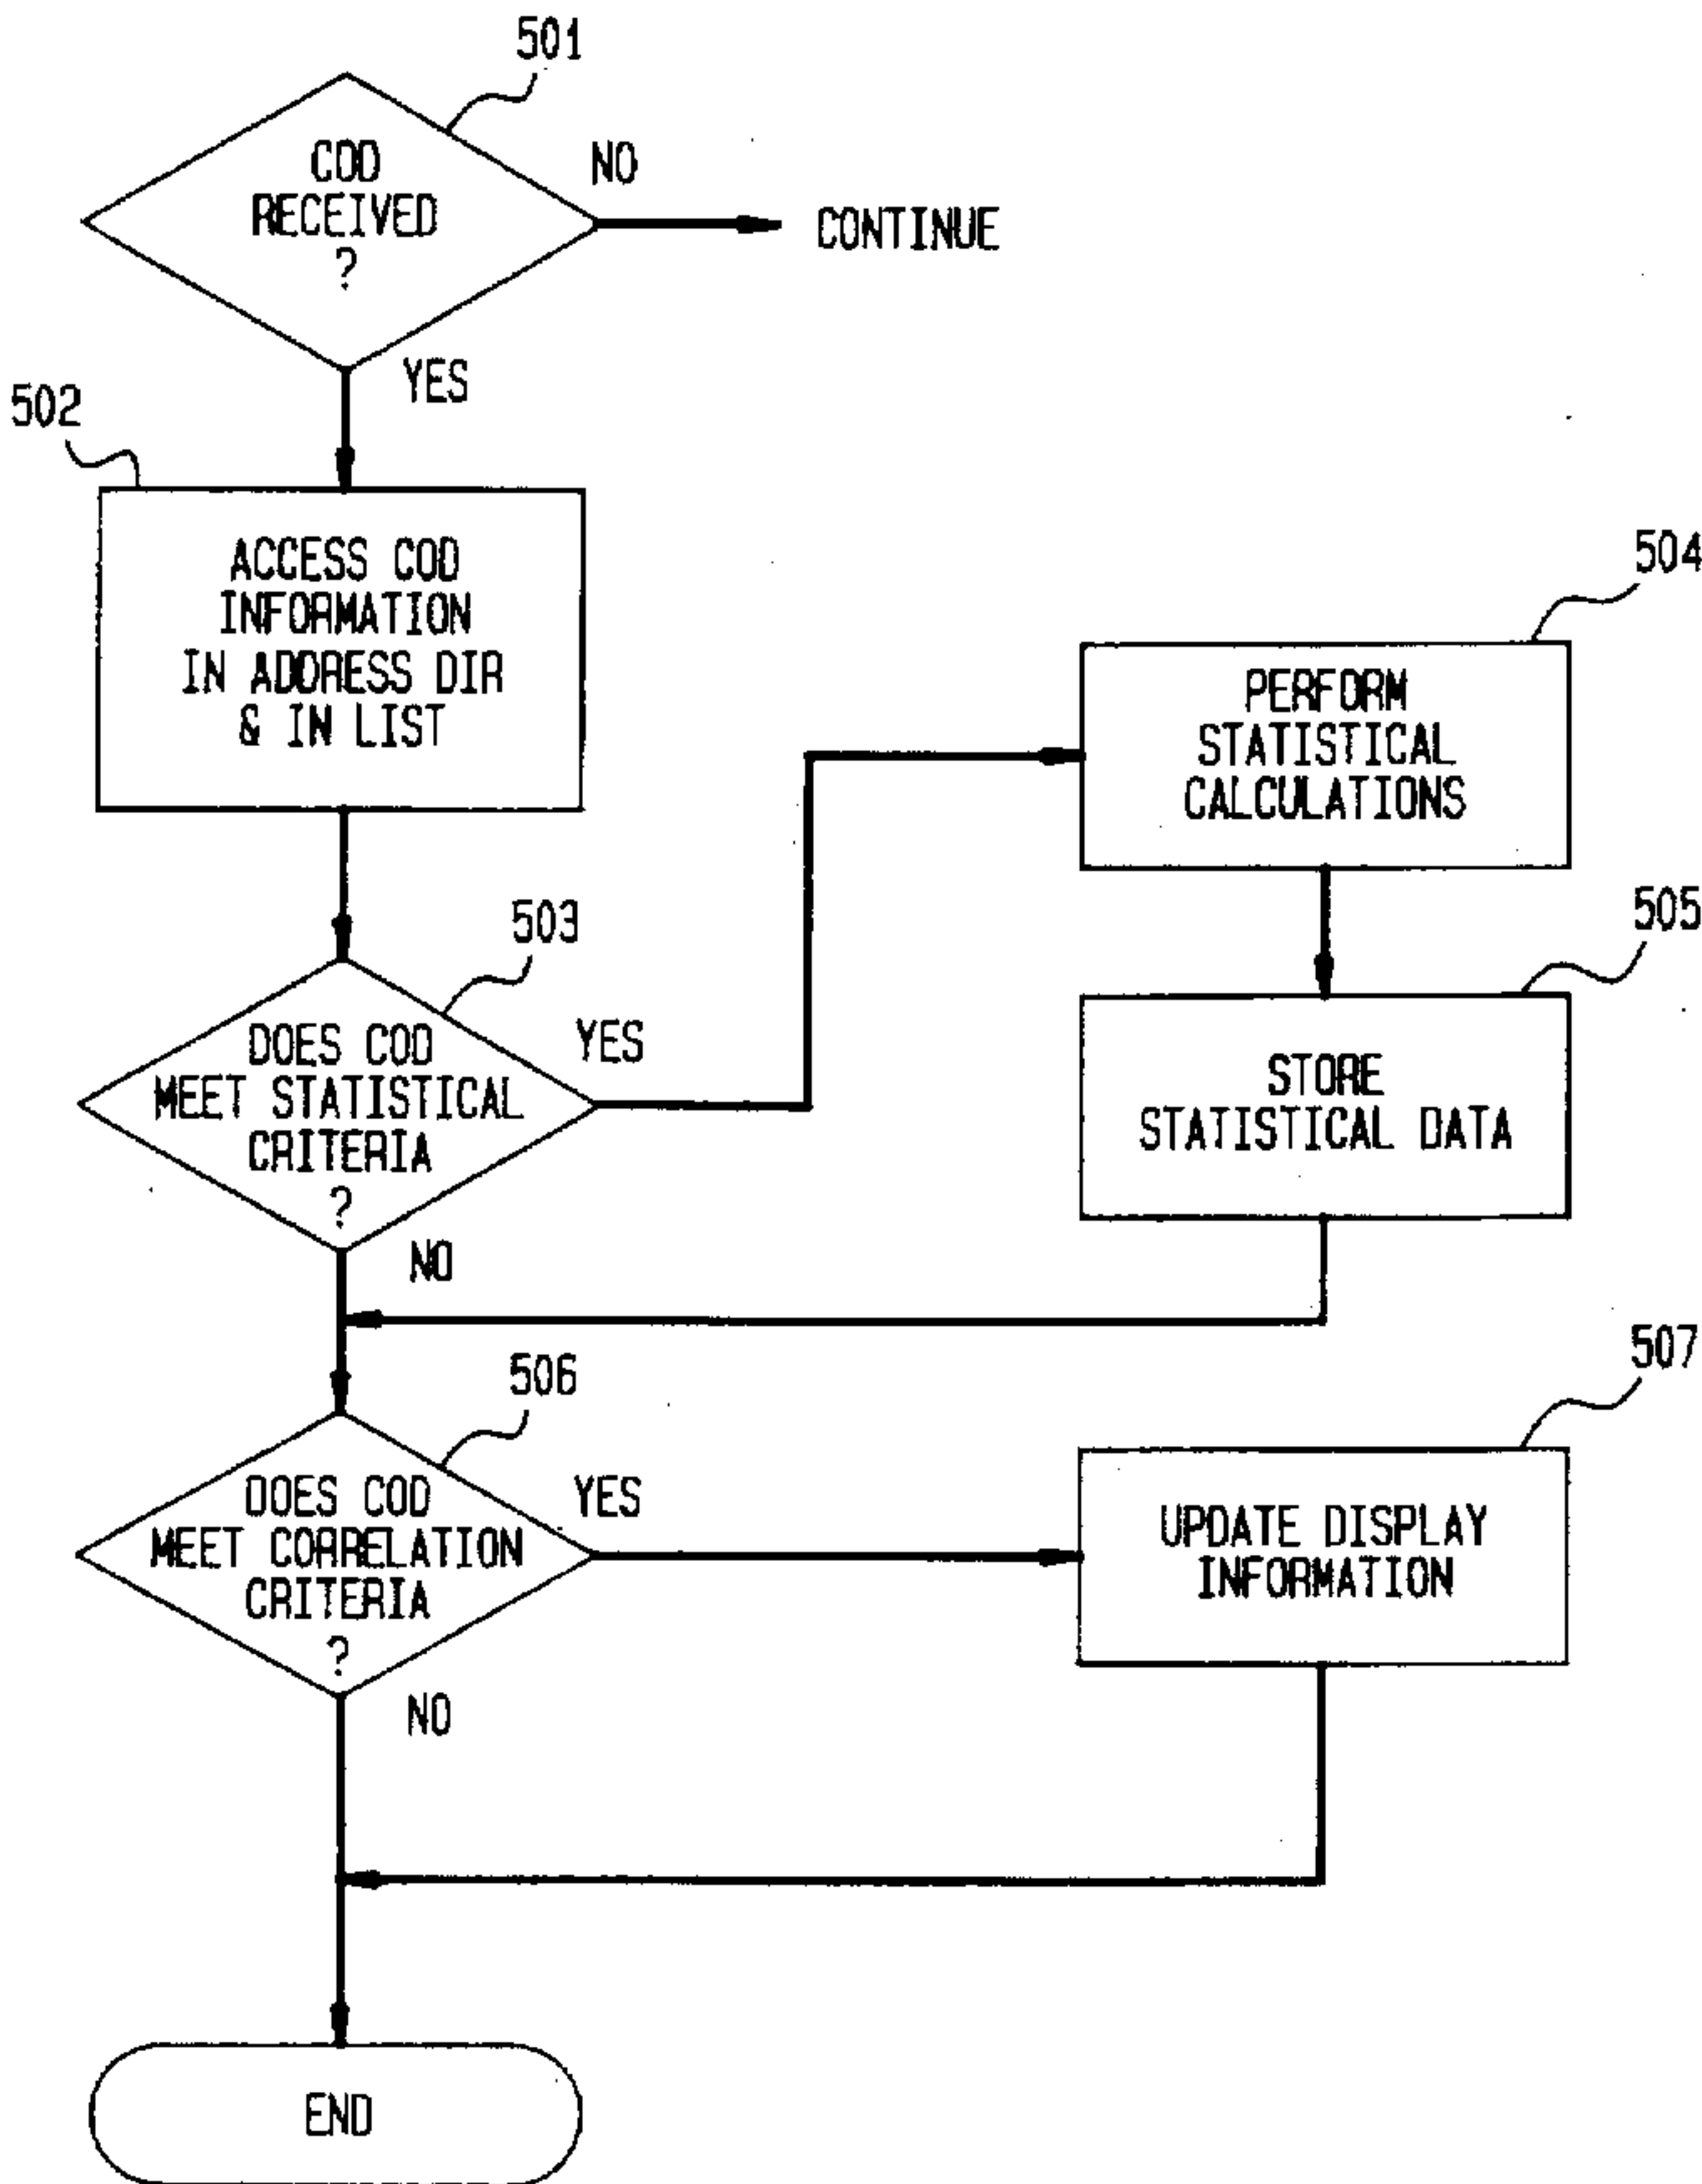 501
COD
RECEIVED
?
NO
CONTINUE
YES
502
ACCESS COD
INFORMATION
IN ADDRESS DIR
& IN LIST
503
DOES COD
MEET STATISTICAL
CRITERIA
?
YES
NO
504
PERFORM
STATISTICAL
CALCULATIONS
505
STORE
STATISTICAL DATA
506
DOES COD
MEET CORRELATION
CRITERIA
?
YES
NO
507
UPDATE DISPLAY
INFORMATION
END